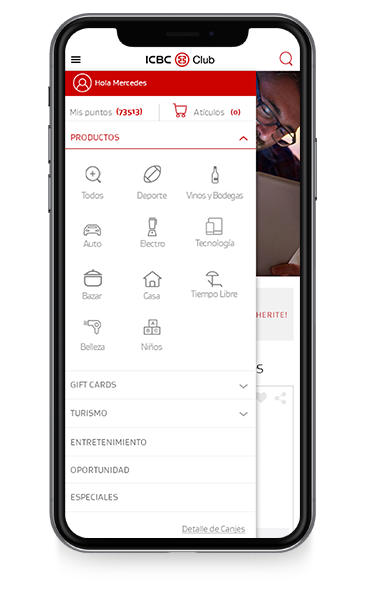 ICBC Club
Hola Mercedes
Mis puntos (73513) Atículos (0)
PRODUCTOS
Todos Deporte Vinos y Bodegas
Auto Electro Tecnología
Bazar Casa Tiempo Libre
Belleza Niños
ABC
HERITE!
S
GIFT CARDS
TURISMO
ENTRETENIMIENTO
OPORTUNIDAD
ESPECIALES
Detalle de Canjes